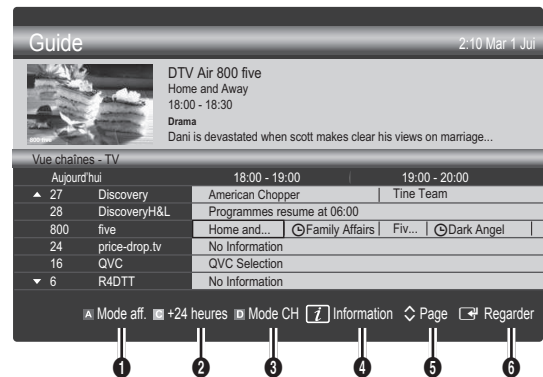 Guide 2:10 Mar 1 Jui
DTV Air 800 five
Home and Away
18:00 - 18:30
Drama
Dani is devastated when scott makes clear his views on marriage...
800 five
Vue chaînes - TV
Aujourd'hui 18:00 - 19:00 19:00 - 20:00
▲ 27 Discovery American Chopper Tine Team
28 DiscoveryH&L Programmes resume at 06:00
800 five Home and... Family Affairs Fiv... Dark Angel
24 price-drop.tv No Information
16 QVC QVC Selection
▼ 6 R4DTT No Information
A Mode aff. C +24 heures D Mode CH i Information Page Regarder
1 2 3 4 5 6